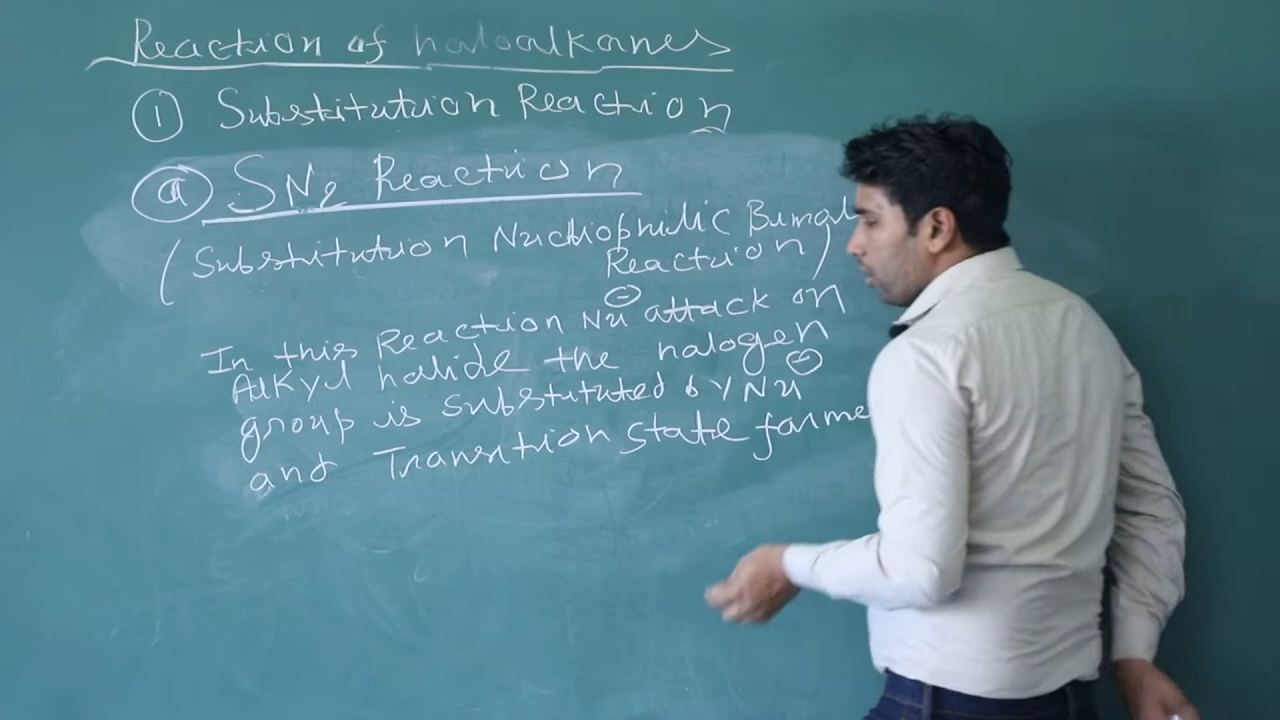 Reaction of haloalkanes
① Substitution Reaction
ⓐ SN2 Reaction
(Substitution Nucliophilic Bimol
Reaction)
In this Reaction Nu⊖ attack on
Alkyl halide the halogen
group is substituted by Nu⊖
and Transition state forme